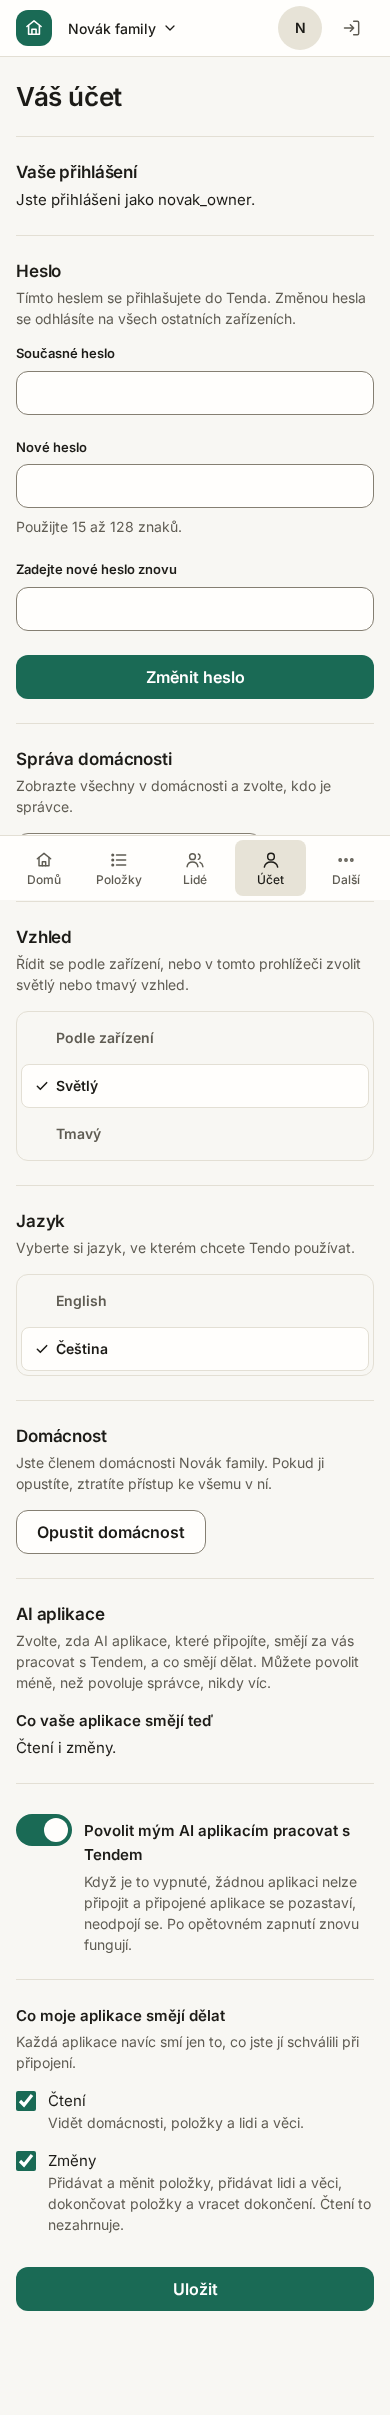 Novák family
N
Váš účet
Vaše přihlášení
Jste přihlášeni jako novak_owner.
Heslo
Tímto heslem se přihlašujete do Tenda. Změnou hesla
se odhlásíte na všech ostatních zařízeních.
Současné heslo
Nové heslo
Použijte 15 až 128 znaků.
Zadejte nové heslo znovu
Změnit heslo
Správa domácnosti
Zobrazte všechny v domácnosti a zvolte, kdo je
správce.
Domů
Položky
Lidé
Účet
Další
Vzhled
Řídit se podle zařízení, nebo v tomto prohlížeči zvolit
světlý nebo tmavý vzhled.
Podle zařízení
Světlý
Tmavý
Jazyk
Vyberte si jazyk, ve kterém chcete Tendo používat.
English
Čeština
Domácnost
Jste členem domácnosti Novák family. Pokud ji
opustíte, ztratíte přístup ke všemu v ní.
Opustit domácnost
AI aplikace
Zvolte, zda AI aplikace, které připojíte, smějí za vás
pracovat s Tendem, a co smějí dělat. Můžete povolit
méně, než povoluje správce, nikdy víc.
Co vaše aplikace smějí teď
Čtení i změny.
Povolit mým AI aplikacím pracovat s
Tendem
Když je to vypnuté, žádnou aplikaci nelze
připojit a připojené aplikace se pozastaví,
neodpojí se. Po opětovném zapnutí znovu
fungují.
Co moje aplikace smějí dělat
Každá aplikace navíc smí jen to, co jste jí schválili při
připojení.
Čtení
Vidět domácnosti, položky a lidi a věci.
Změny
Přidávat a měnit položky, přidávat lidi a věci,
dokončovat položky a vracet dokončení. Čtení to
nezahrnuje.
Uložit